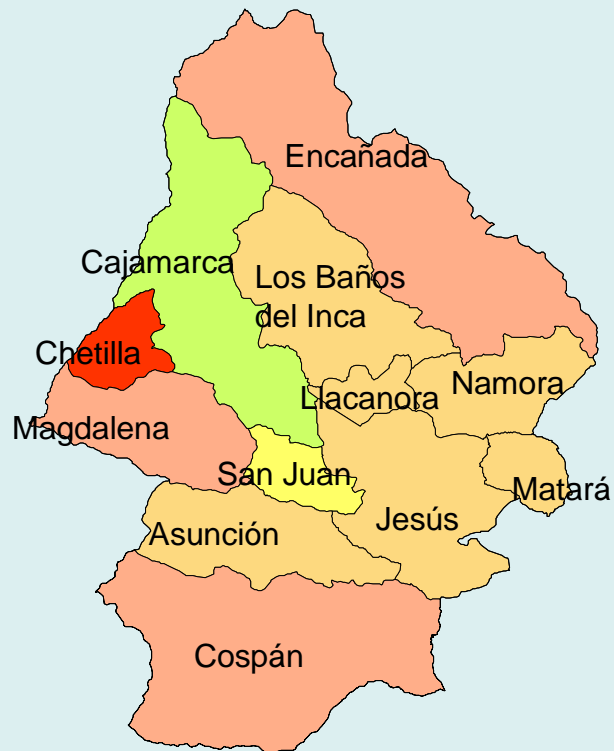 Encañada
Cajamarca
Los Baños
del Inca
Chetilla
Namora
Llacanora
Magdalena
San Juan
Matará
Jesús
Asunción
Cospán